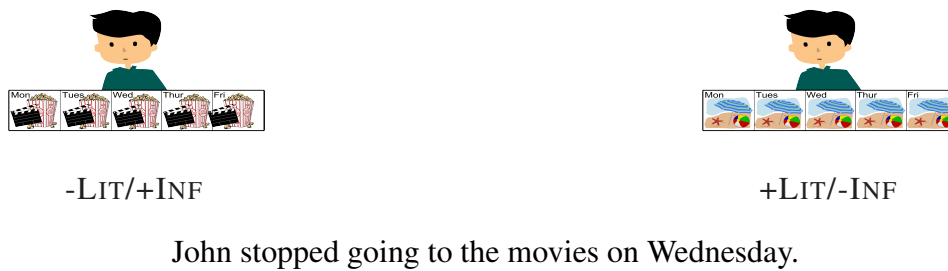 Mon Tues Wed Thur Fri
Mon Tues Wed Thur Fri
-LIT/+INF
+LIT/-INF
John stopped going to the movies on Wednesday.